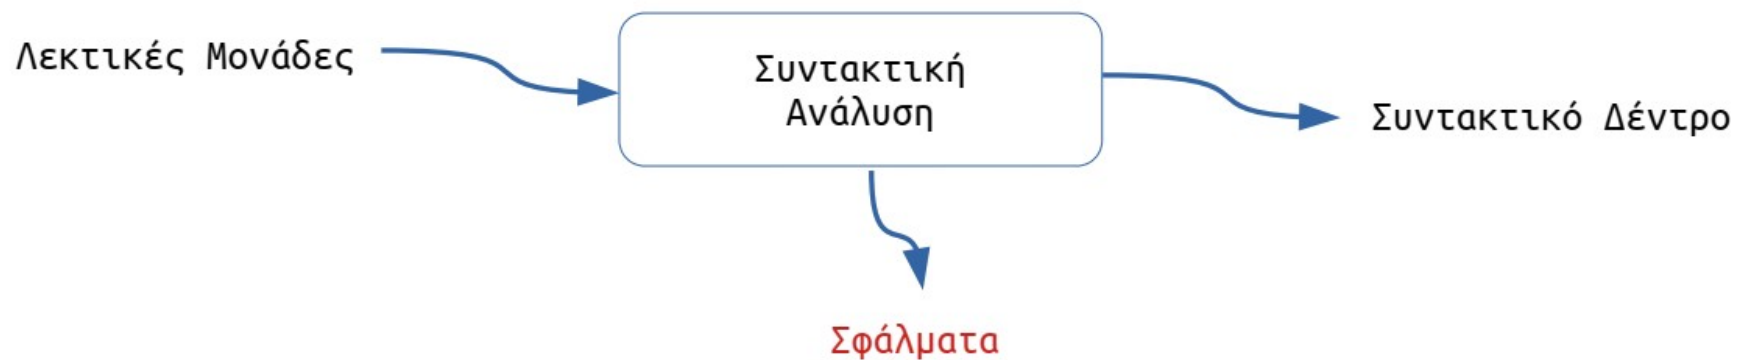 Λεκτικές Μονάδες
Συντακτική
Ανάλυση
Συντακτικό Δέντρο
Σφάλματα